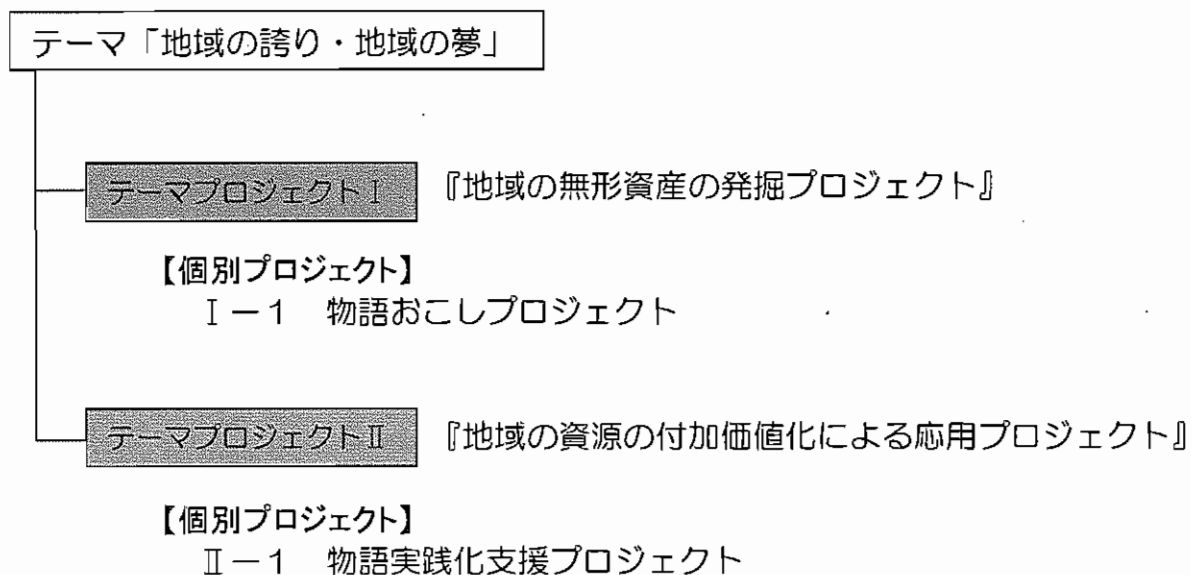 テーマ「地域の誇り・地域の夢」
テーマプロジェクトⅠ 『地域の無形資産の発掘プロジェクト』
【個別プロジェクト】
Ⅰ－１ 物語おこしプロジェクト
テーマプロジェクトⅡ 『地域の資源の付加価値化による応用プロジェクト』
【個別プロジェクト】
Ⅱ－１ 物語実践化支援プロジェクト